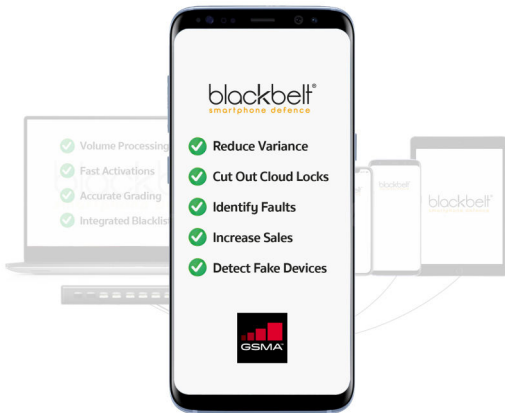 blackbelt®
smartphone defence
Reduce Variance
Cut Out Cloud Locks
Identify Faults
Increase Sales
Detect Fake Devices
GSMA™
Volume Processing
Fast Activations
Accurate Grading
Integrated Blacklist
blackbelt
blackbelt